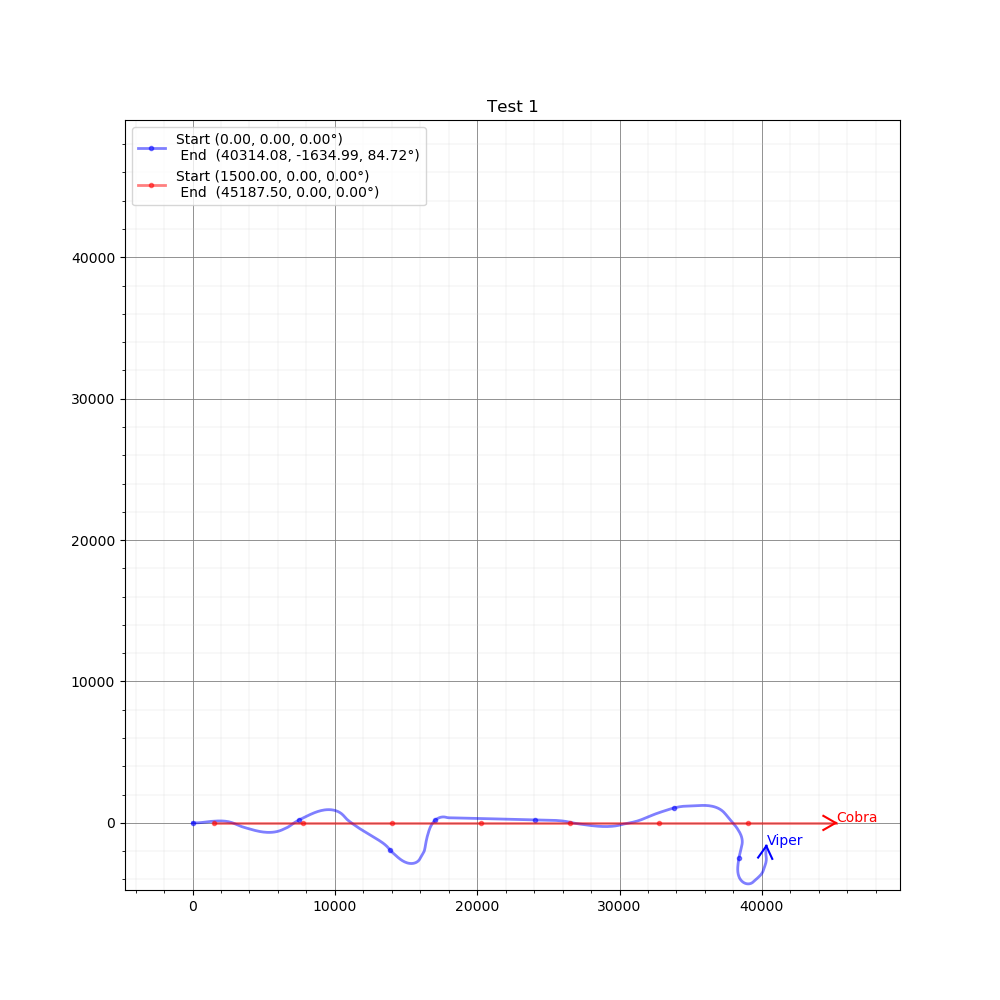 Test 1
Start (0.00, 0.00, 0.00°)
End  (40314.08, -1634.99, 84.72°)
Start (1500.00, 0.00, 0.00°)
End  (45187.50, 0.00, 0.00°)
40000
30000
20000
10000
0
Cobra
Viper
0
10000
20000
30000
40000